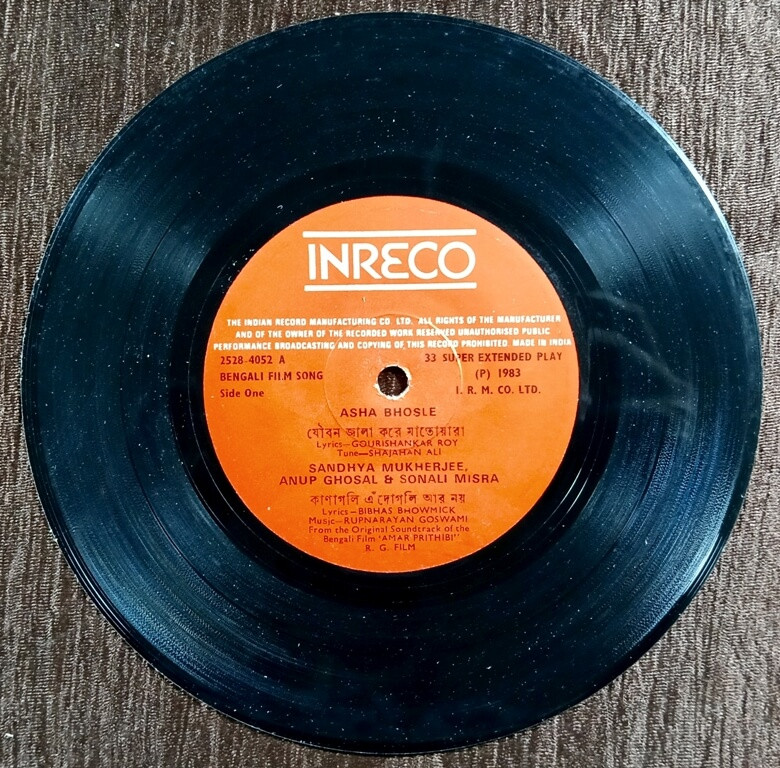 INRECO
THE INDIAN RECORD MANUFACTURING CO. LTD. ALL RIGHTS OF THE MANUFACTURER
AND OF THE OWNER OF THE RECORDED WORK RESERVED UNAUTHORISED PUBLIC
PERFORMANCE BROADCASTING AND COPYING OF THIS RECORD PROHIBITED. MADE IN INDIA
2528-4052 A 33 SUPER EXTENDED PLAY
BENGALI FILM SONG (P) 1983
Side One I. R. M. CO. LTD.
ASHA BHOSLE
যৌবন জালা করে মাতোয়ারা
Lyrics—GOURISHANKAR ROY
Tune—SHAJAHAN ALI
SANDHYA MUKHERJEE,
ANUP GHOSAL & SONALI MISRA
কাণাগলি এঁদোগলি আর নয়
Lyrics—BIBHAS BHOWMICK
Music—RUPNARAYAN GOSWAMI
From the Original Soundtrack of the
Bengali Film 'AMAR PRITHIBI"
R. G. FILM